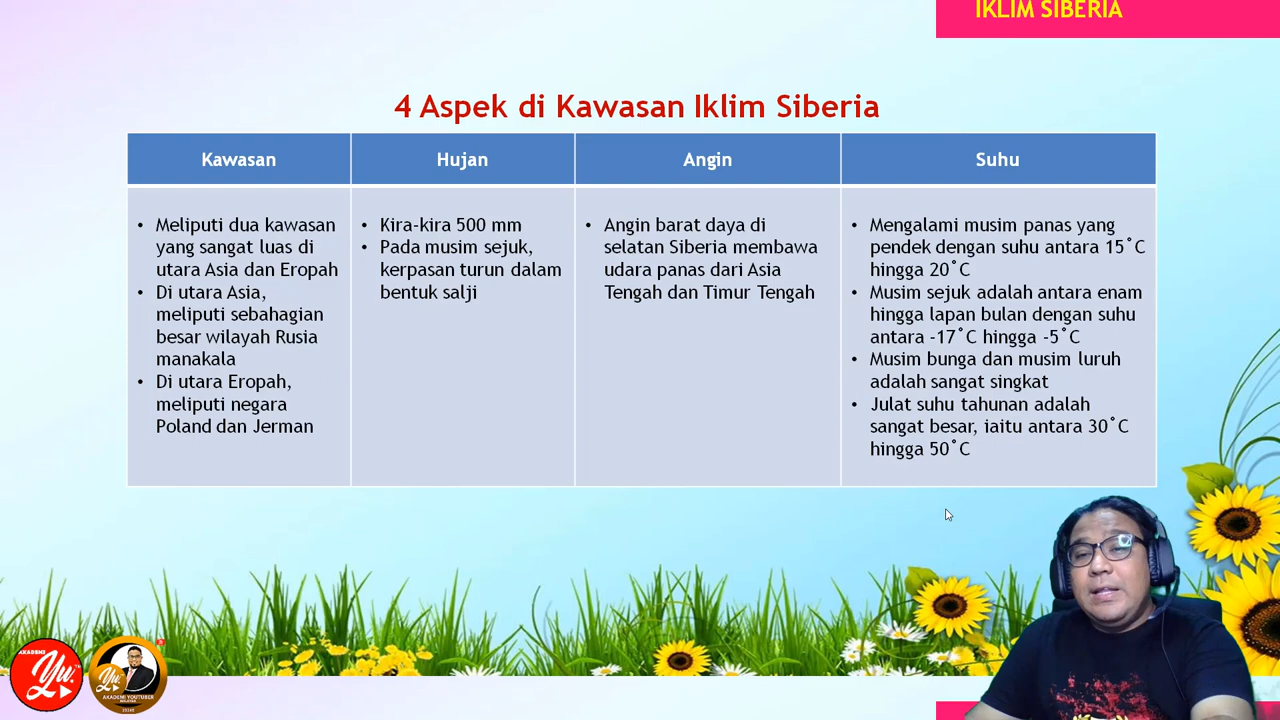 IKLIM SIBERIA
4 Aspek di Kawasan Iklim Siberia
Kawasan
Hujan
Angin
Suhu
• Meliputi dua kawasan
yang sangat luas di
utara Asia dan Eropah
• Di utara Asia,
meliputi sebahagian
besar wilayah Rusia
manakala
• Di utara Eropah,
meliputi negara
Poland dan Jerman
• Kira-kira 500 mm
• Pada musim sejuk,
kerpasan turun dalam
bentuk salji
• Angin barat daya di
selatan Siberia membawa
udara panas dari Asia
Tengah dan Timur Tengah
• Mengalami musim panas yang
pendek dengan suhu antara 15˚C
hingga 20˚C
• Musim sejuk adalah antara enam
hingga lapan bulan dengan suhu
antara -17˚C hingga -5˚C
• Musim bunga dan musim luruh
adalah sangat singkat
• Julat suhu tahunan adalah
sangat besar, iaitu antara 30˚C
hingga 50˚C
AKADEMI
Yu.
Yu.
AKADEMI YOUTUBER